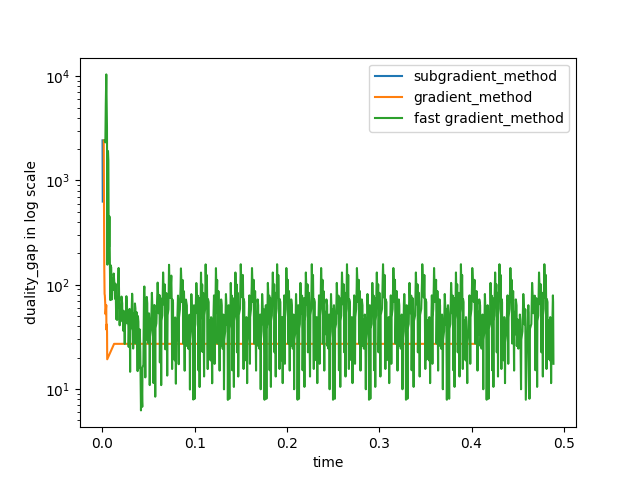 subgradient_method
gradient_method
fast gradient_method
10⁴
10³
10²
10¹
duality_gap in log scale
0.0 0.1 0.2 0.3 0.4 0.5
time